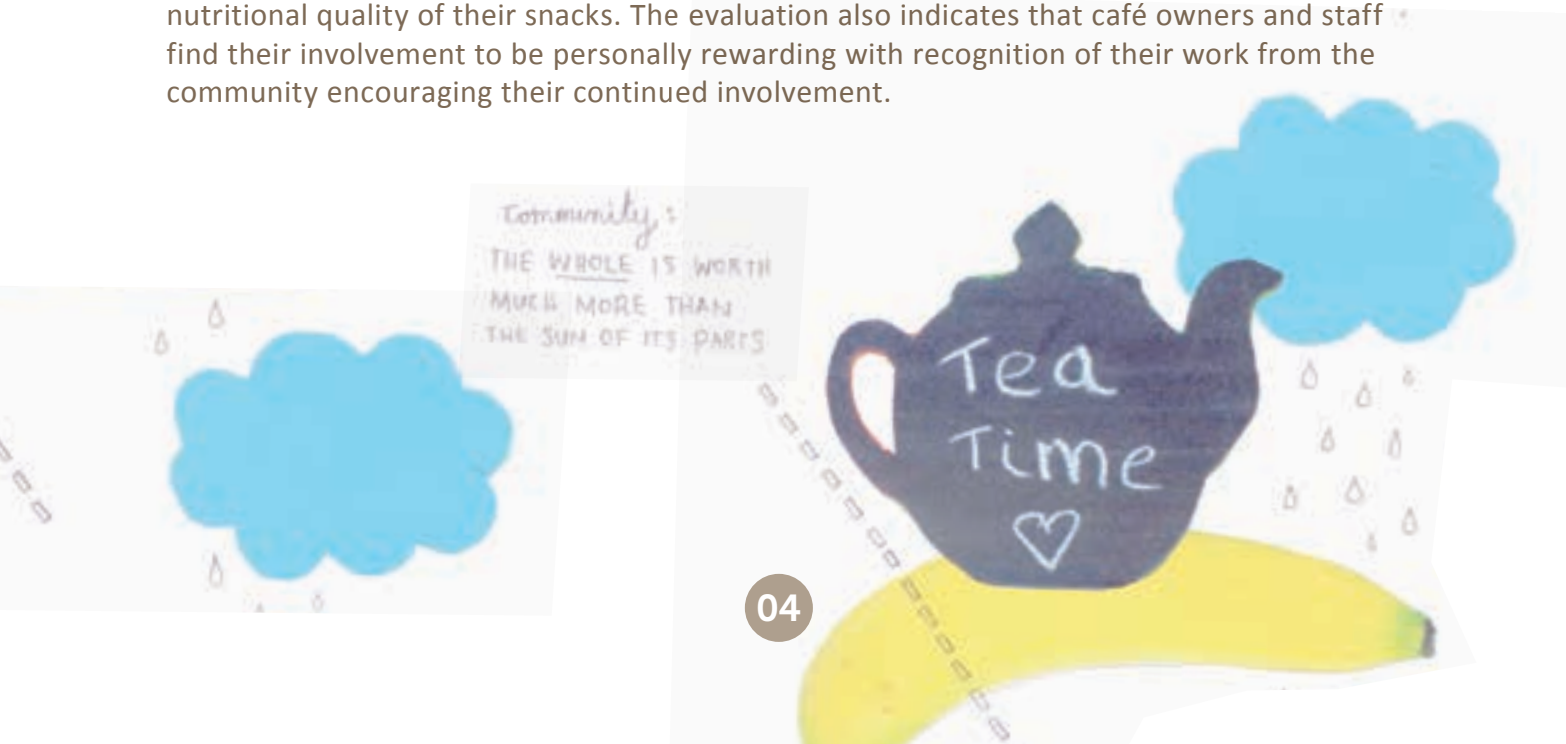 nutritional quality of their snacks. The evaluation also indicates that café owners and staff
find their involvement to be personally rewarding with recognition of their work from the
community encouraging their continued involvement.
Community:
THE WHOLE IS WORTH
MUCH MORE THAN
THE SUM OF ITS PARTS
Tea
Time
04